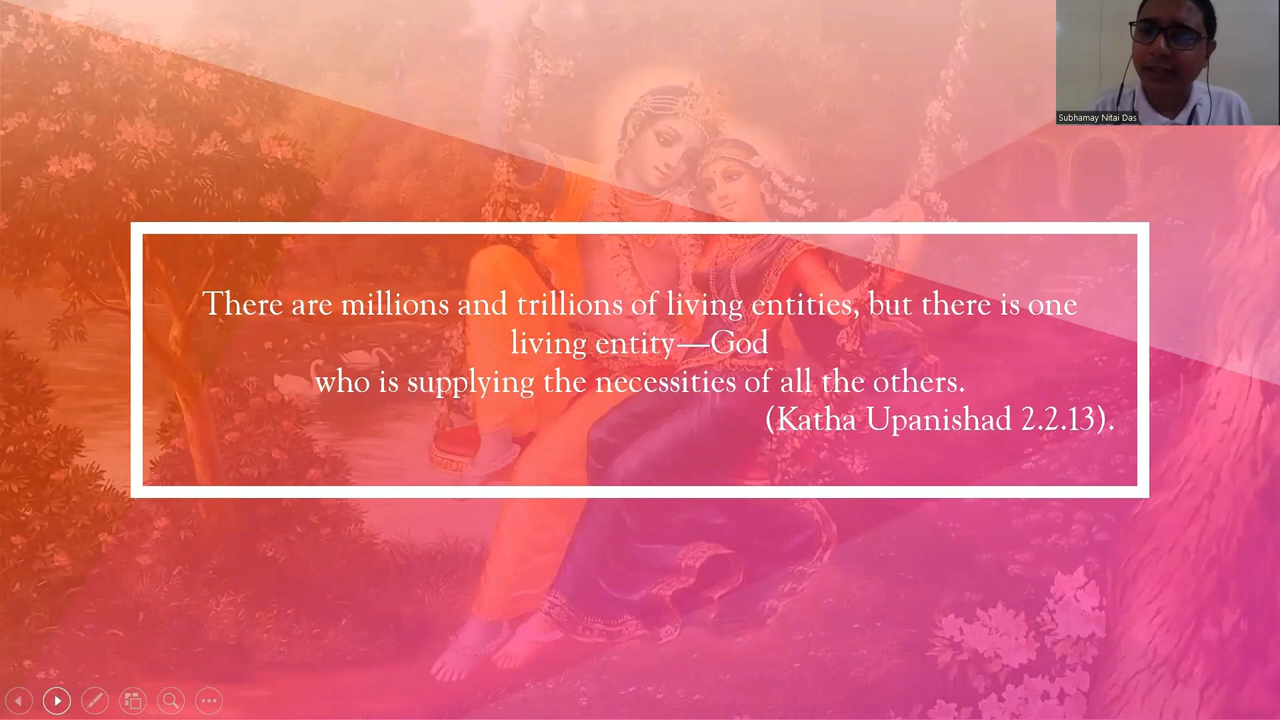 Subhamay Nitai Das
There are millions and trillions of living entities, but there is one
living entity—God
who is supplying the necessities of all the others.
(Katha Upanishad 2.2.13).